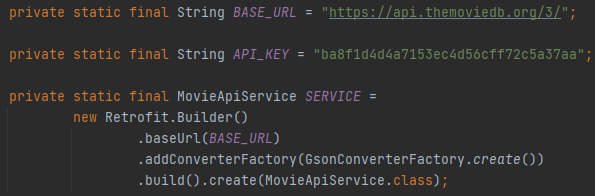 private static final String BASE_URL = "https://api.themoviedb.org/3/";
private static final String API_KEY = "ba8f1d4d4a7153ec4d56cff72c5a37aa";
private static final MovieApiService SERVICE =
new Retrofit.Builder()
.baseUrl(BASE_URL)
.addConverterFactory(GsonConverterFactory.create())
.build().create(MovieApiService.class);